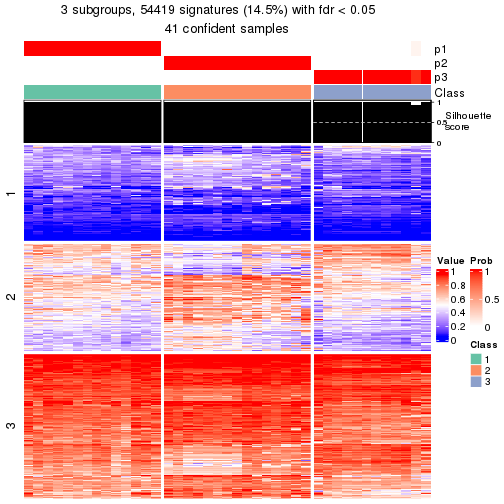 3 subgroups, 54419 signatures (14.5%) with fdr < 0.05
41 confident samples
p1
p2
p3
Class
1
0.5
0
Silhouette
score
1
2
3
Value
1
0.8
0.6
0.4
0.2
0
Prob
1
0.5
0
Class
1
2
3